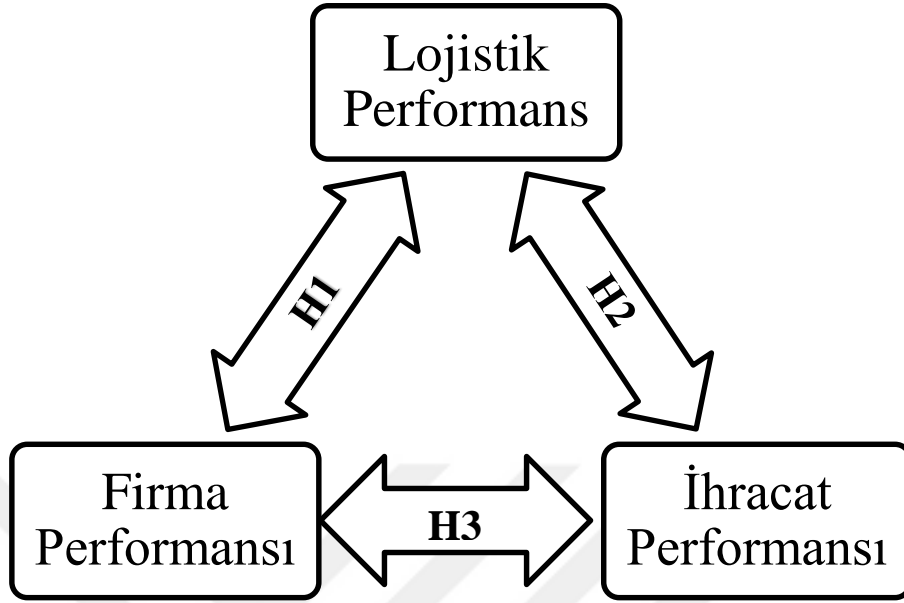 Lojistik
Performans
H1
H2
Firma
Performansı
H3
İhracat
Performansı